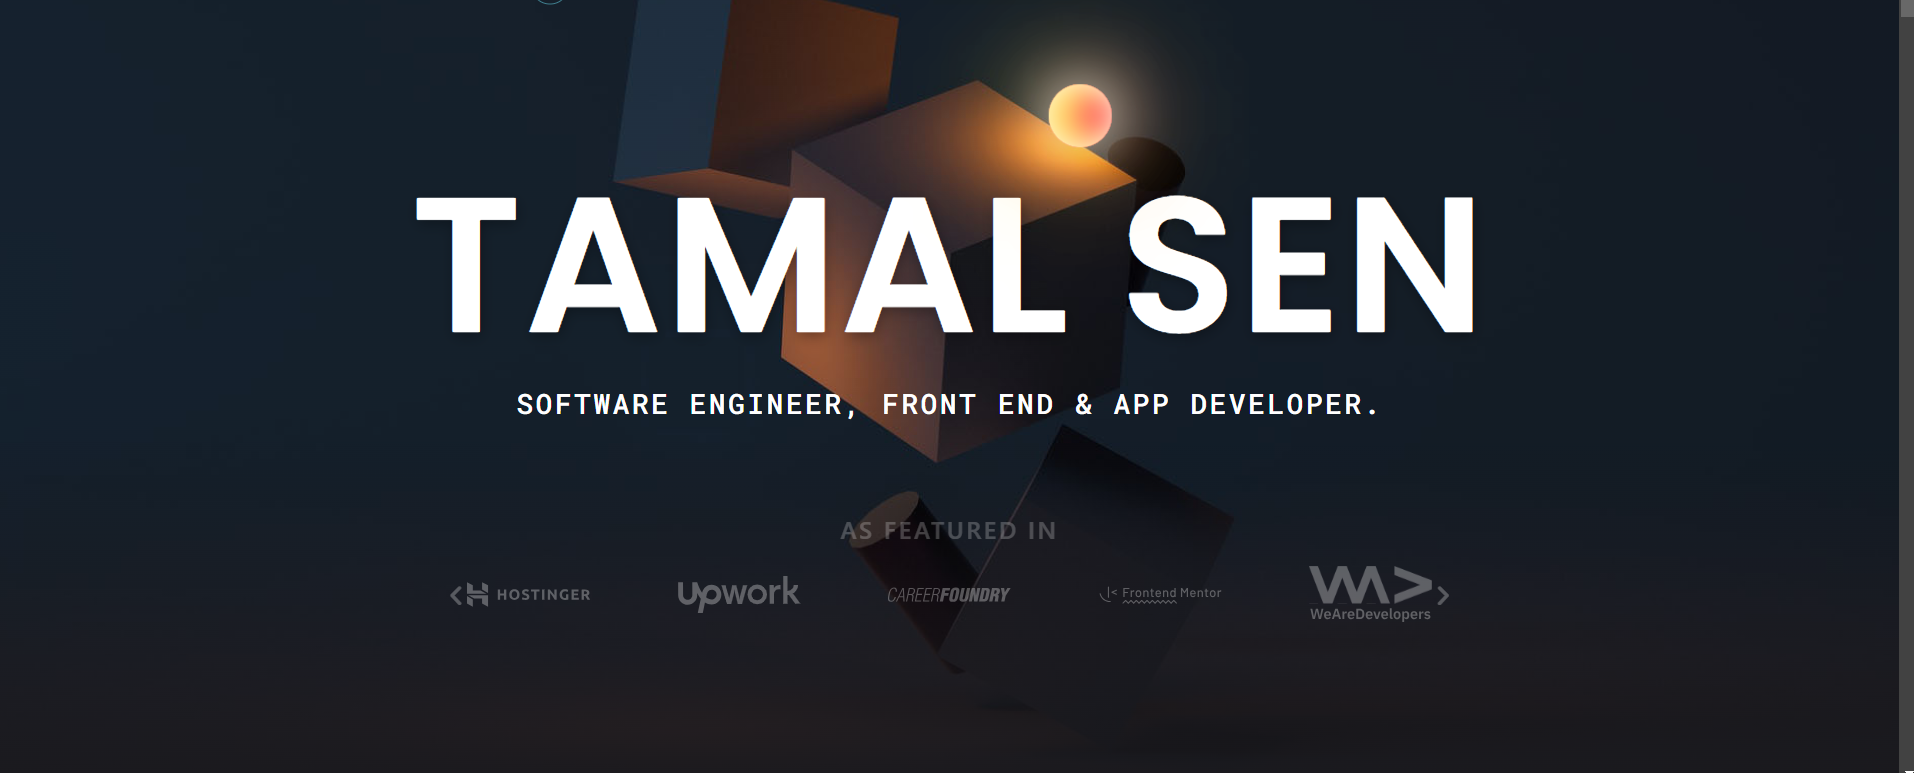 TAMAL SEN
SOFTWARE ENGINEER, FRONT END & APP DEVELOPER.
AS FEATURED IN
HOSTINGER
upwork
CAREERFOUNDRY
Frontend Mentor
WeAreDevelopers